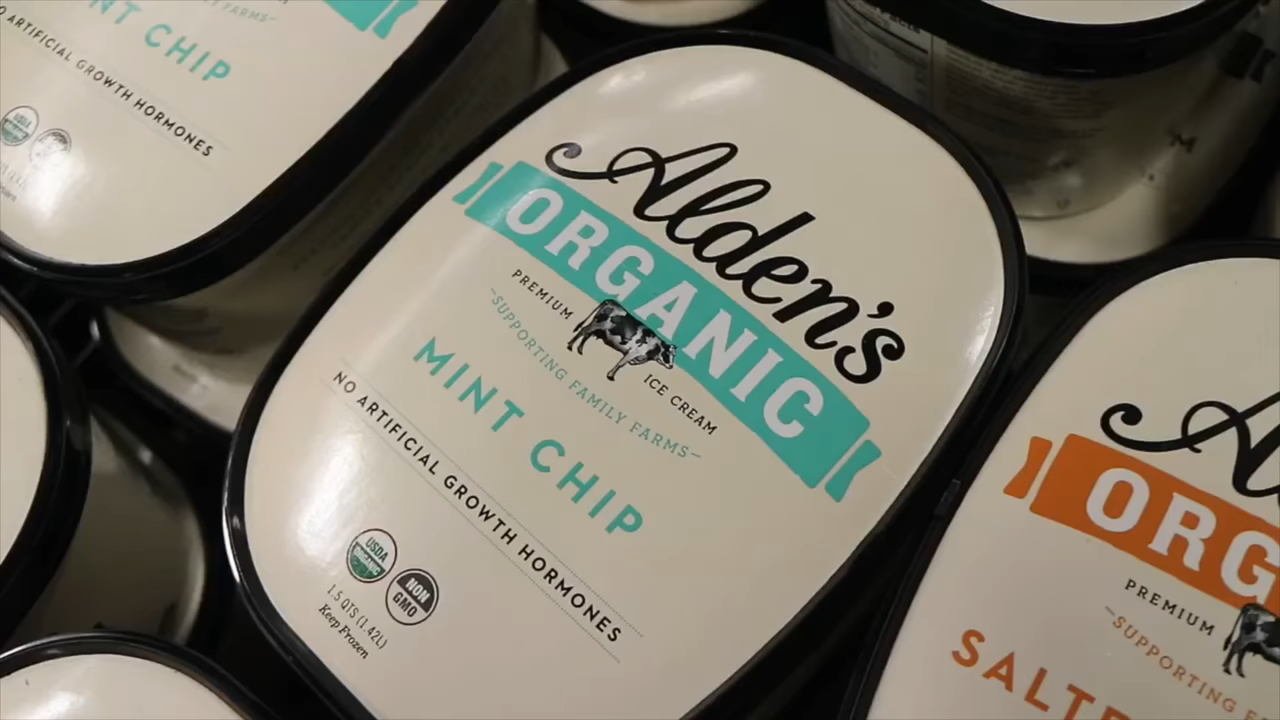 NT CHIP
ARTIFICIAL GROWTH HORMONES
USDA
Alden's
ORGANIC
PREMIUM ICE CREAM
SUPPORTING FAMILY FARMS
MINT CHIP
NO ARTIFICIAL GROWTH HORMONES
USDA
ORGANIC
NON
GMO
1.5 QTS (1.42L)
Keep Frozen
A
ORG
PREMIUM
SUPPORTING
SALTE